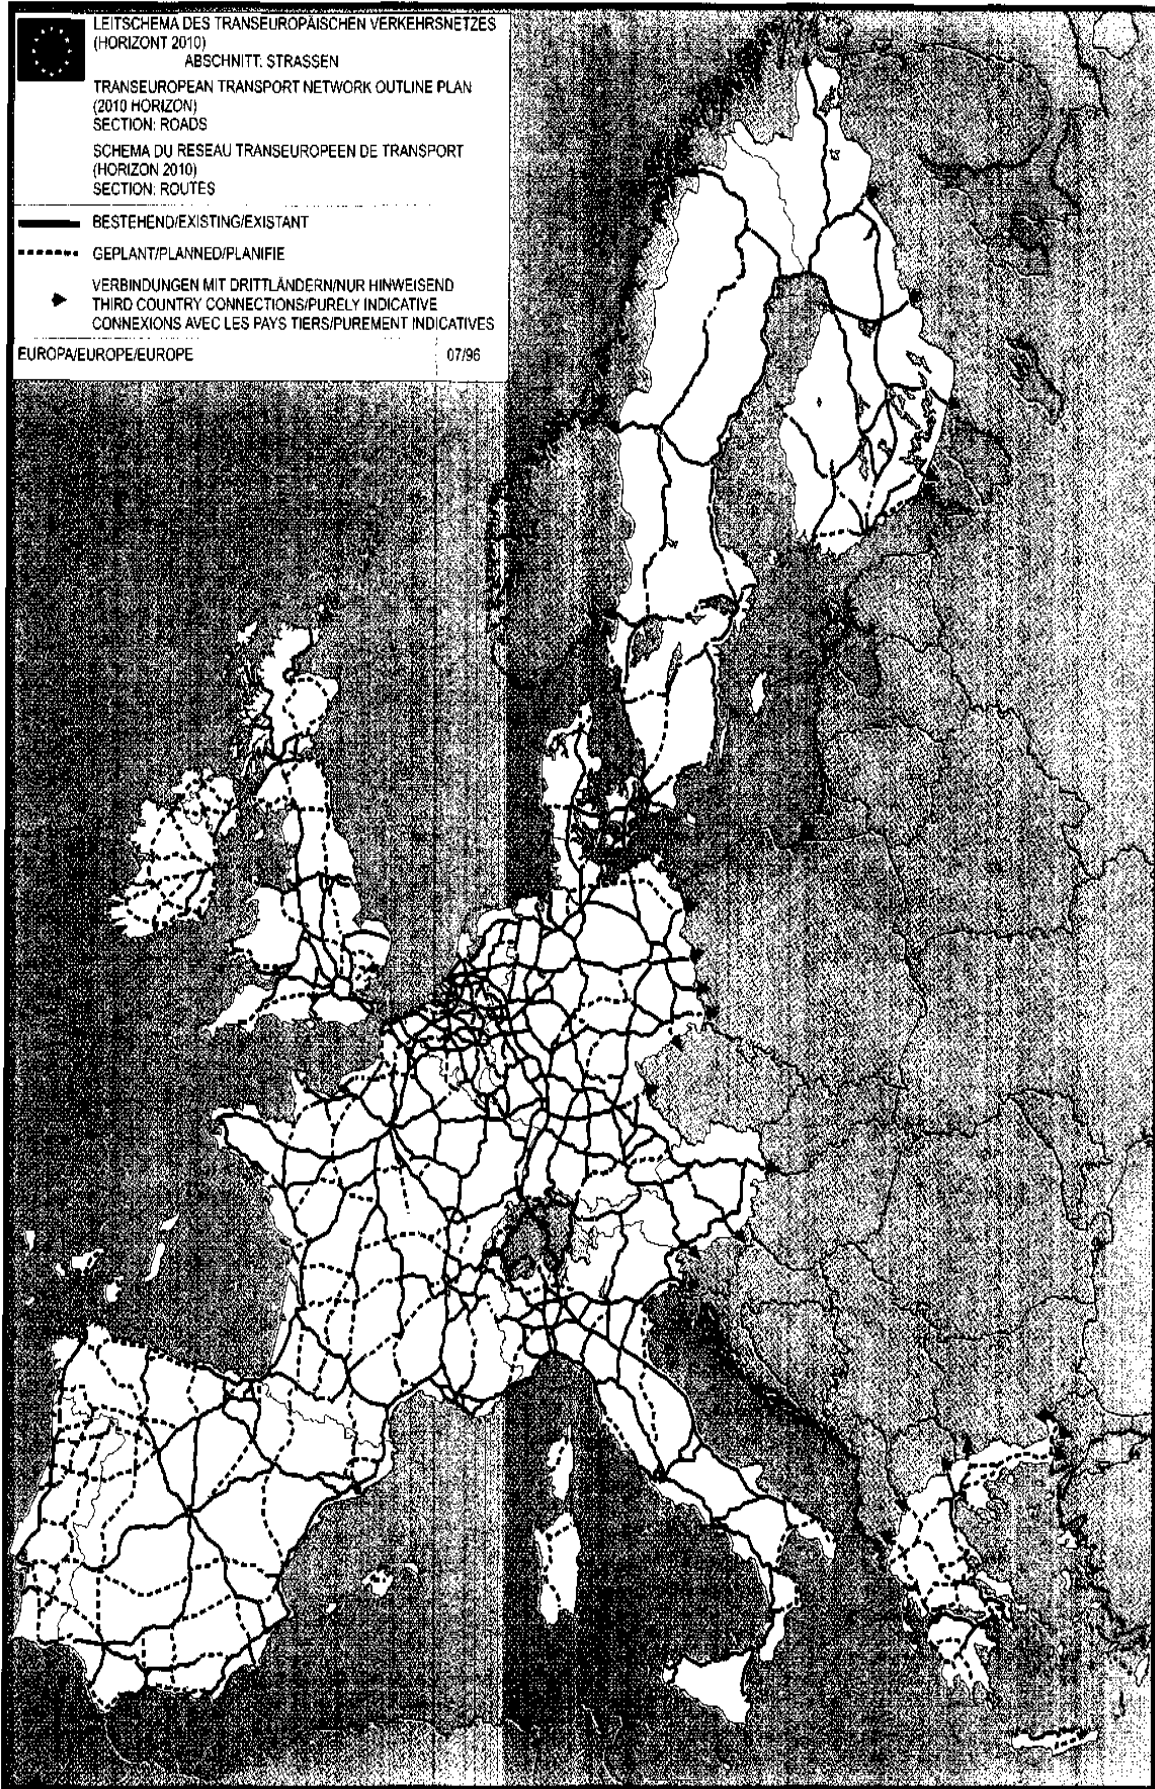 LEITSCHEMA DES TRANSEUROPÄISCHEN VERKEHRSNETZES
(HORIZONT 2010)
ABSCHNITT: STRASSEN
TRANSEUROPEAN TRANSPORT NETWORK OUTLINE PLAN
(2010 HORIZON)
SECTION: ROADS
SCHEMA DU RESEAU TRANSEUROPEEN DE TRANSPORT
(HORIZON 2010)
SECTION: ROUTES
BESTEHEND/EXISTING/EXISTANT
GEPLANT/PLANNED/PLANIFIE
VERBINDUNGEN MIT DRITTLÄNDERN/NUR HINWEISEND
THIRD COUNTRY CONNECTIONS/PURELY INDICATIVE
CONNEXIONS AVEC LES PAYS TIERS/PUREMENT INDICATIVES
EUROPA/EUROPE/EUROPE 07/96